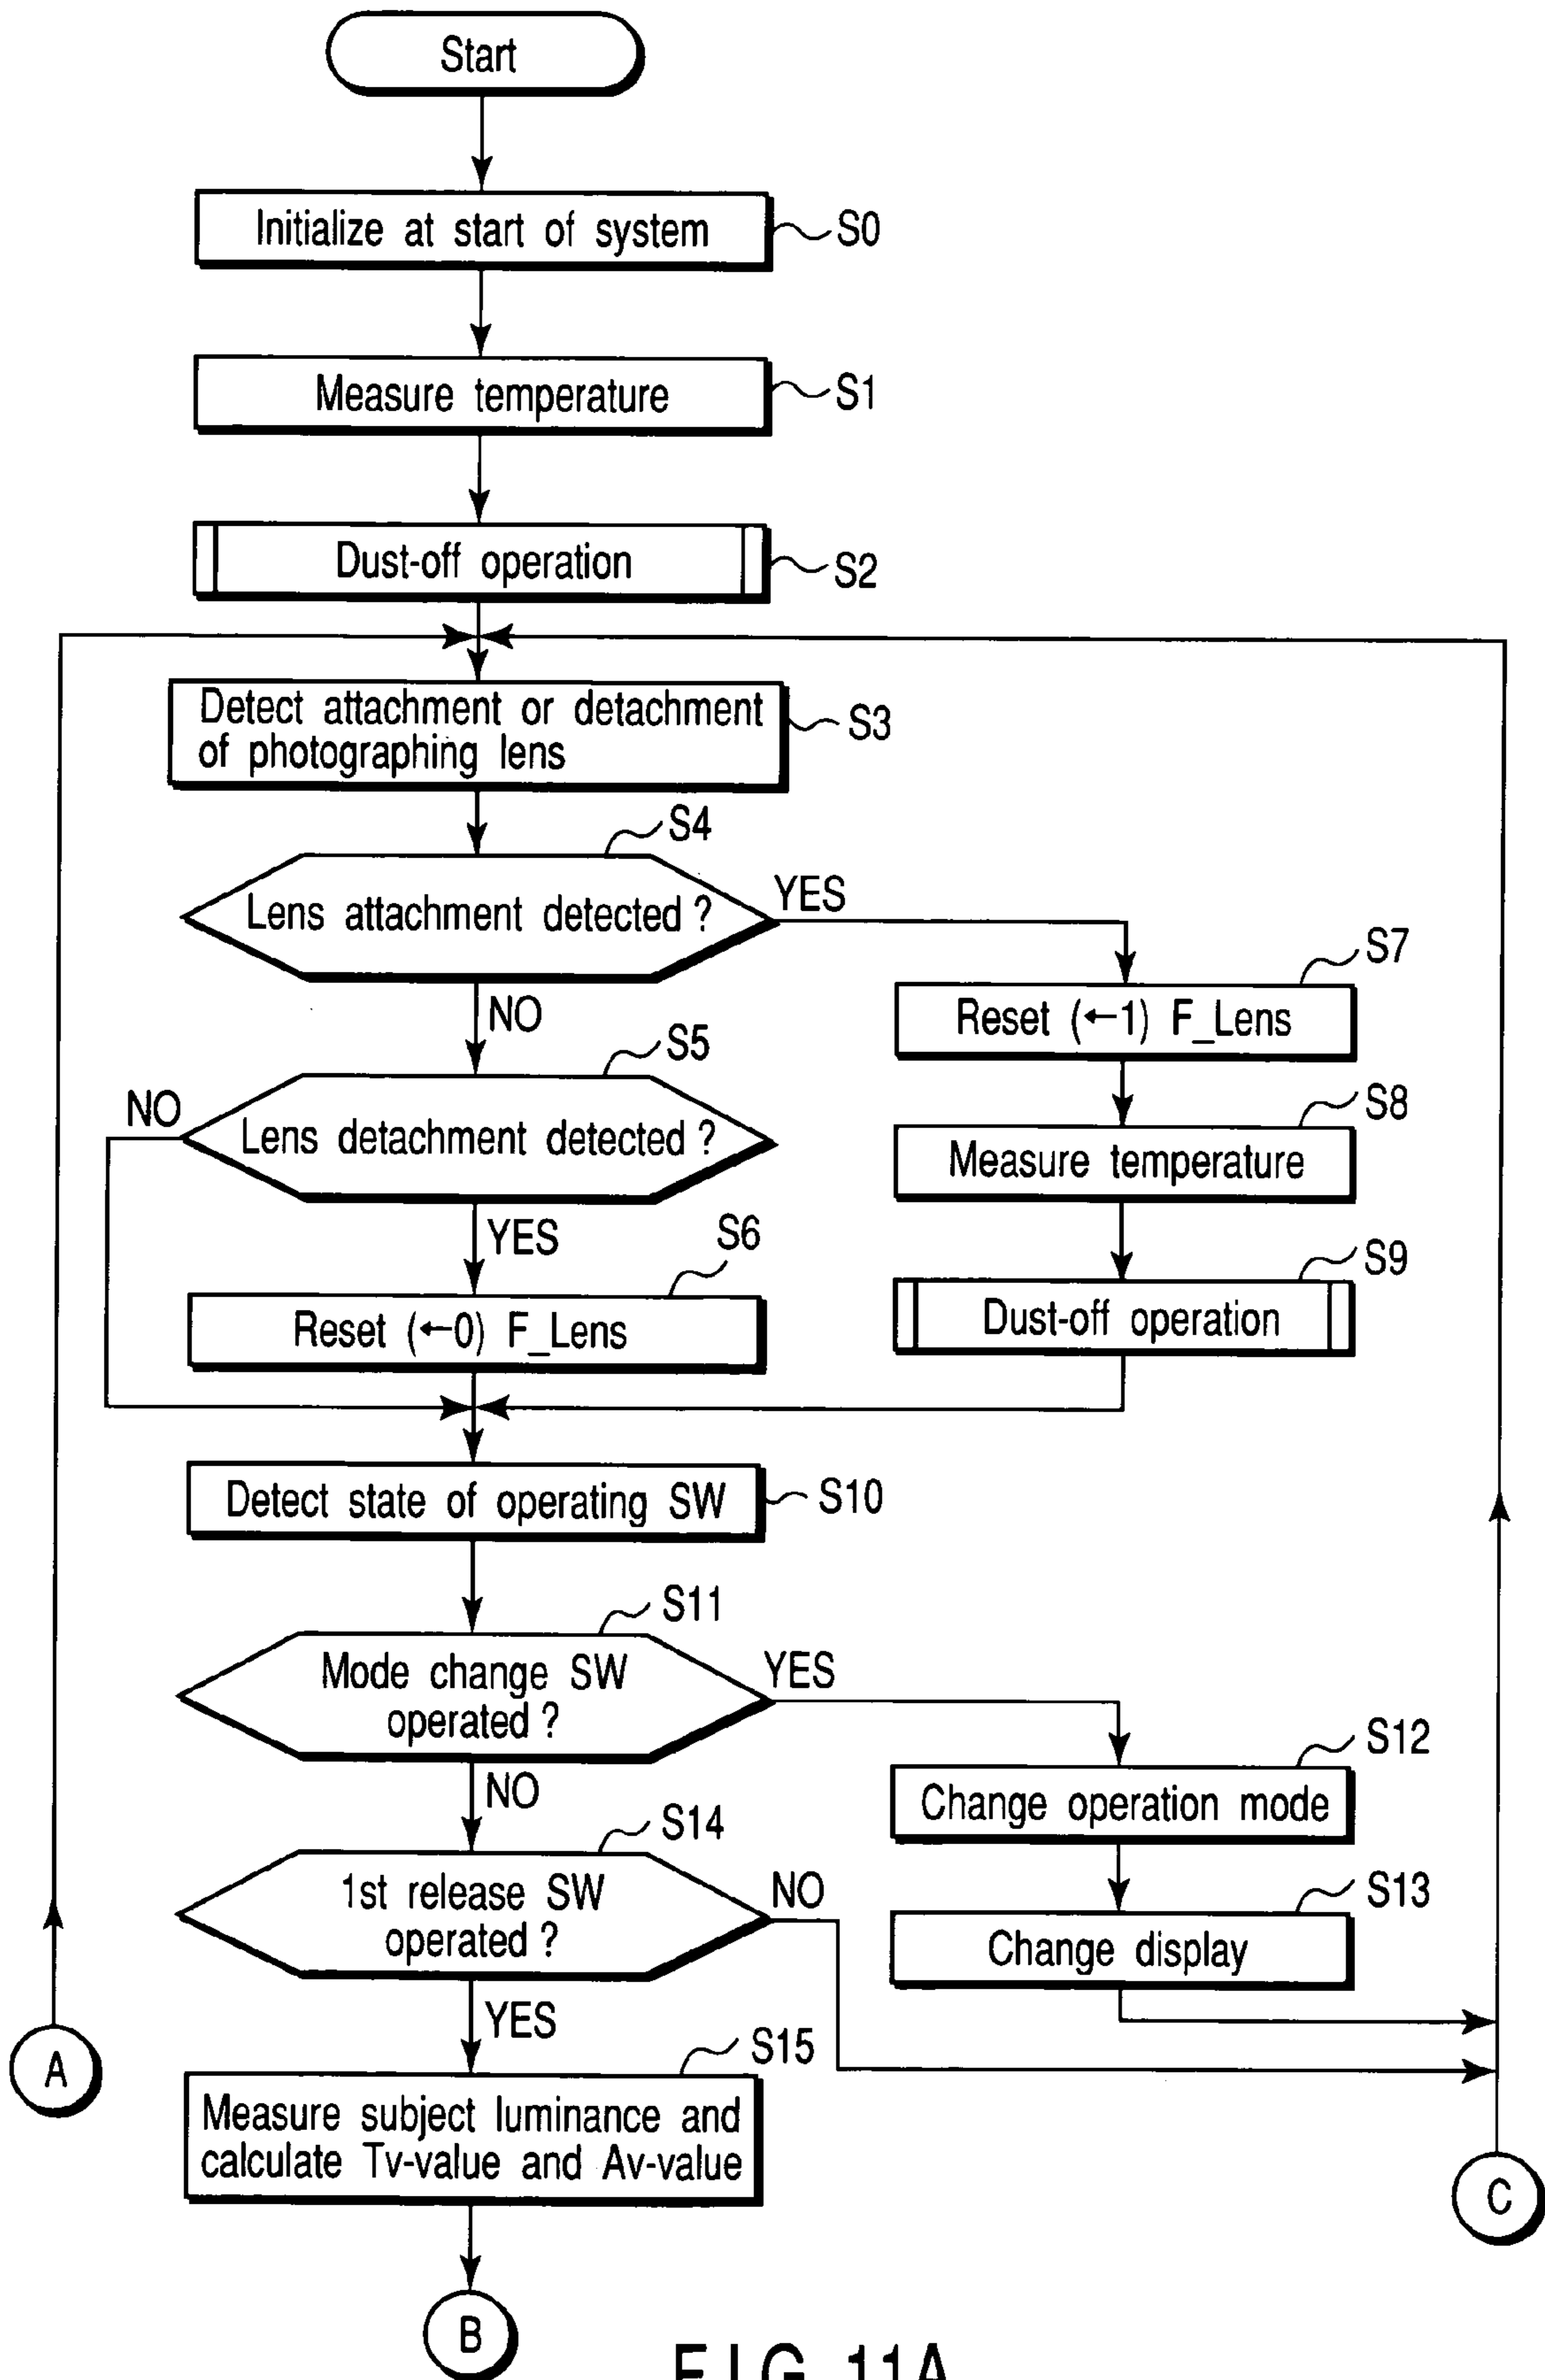 Start
Initialize at start of system
S0
Measure temperature
S1
Dust-off operation
S2
Detect attachment or detachment
of photographing lens
S3
S4
Lens attachment detected ?
YES
NO
S7
Reset (←1) F_Lens
S5
NO
Lens detachment detected ?
S8
Measure temperature
YES
S6
Reset (←0) F_Lens
S9
Dust-off operation
Detect state of operating SW
S10
S11
Mode change SW
operated ?
YES
NO
S12
Change operation mode
S14
1st release SW
operated ?
NO
S13
Change display
YES
A
S15
Measure subject luminance and
calculate Tv-value and Av-value
C
B
FIG. 11A